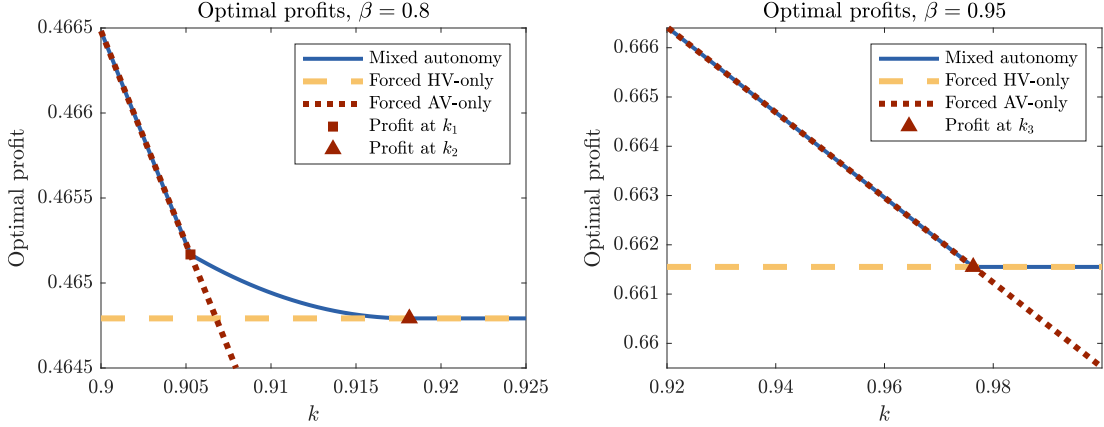 Optimal profits, β = 0.8
0.4665
0.466
0.4655
0.465
0.4645
Optimal profit
0.9
0.905
0.91
0.915
0.92
0.925
k
Mixed autonomy
Forced HV-only
Forced AV-only
Profit at k₁
Profit at k₂
Optimal profits, β = 0.95
0.666
0.665
0.664
0.663
0.662
0.661
0.66
Optimal profit
0.92
0.94
0.96
0.98
k
Mixed autonomy
Forced HV-only
Forced AV-only
Profit at k₃